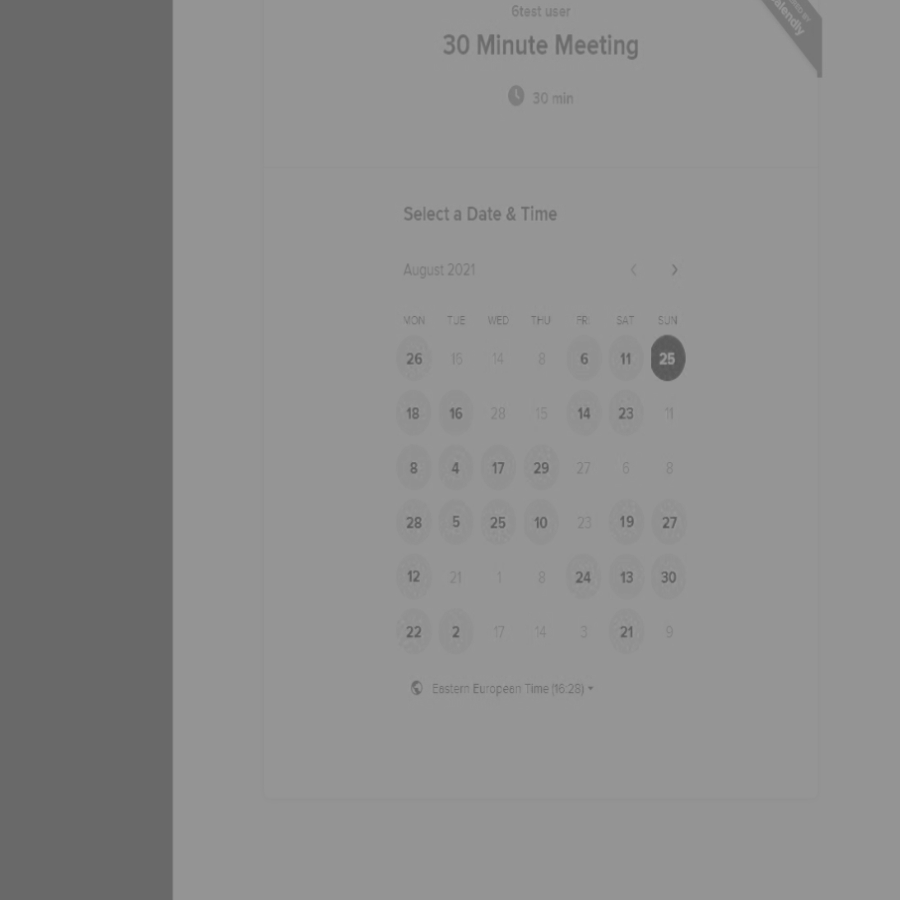 6test user
30 Minute Meeting
30 min
Select a Date & Time
August 2021
MON TUE WED THU FRI SAT SUN
26 15 14 8 6 11 25
18 16 28 15 14 23 11
8 4 17 29 27 6 8
28 5 25 10 23 19 27
12 21 1 8 24 13 30
22 2 17 14 3 21 9
Eastern European Time (16:28)